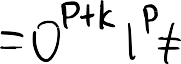 =0^{p+k} 1^p ≠